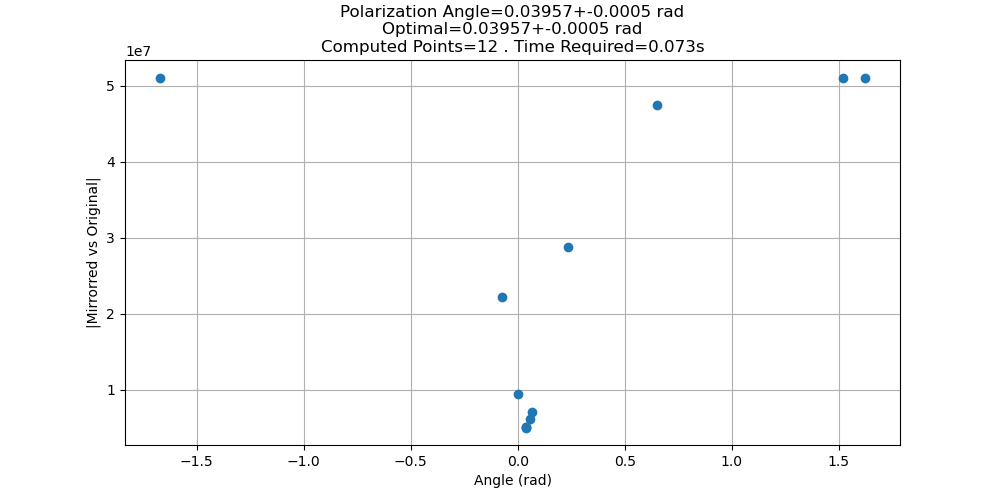 Polarization Angle=0.03957+-0.0005 rad
Optimal=0.03957+-0.0005 rad
Computed Points=12 . Time Required=0.073s
1e7
5
4
3
2
1
|Mirrorred vs Original|
−1.5
−1.0
−0.5
0.0
0.5
1.0
1.5
Angle (rad)